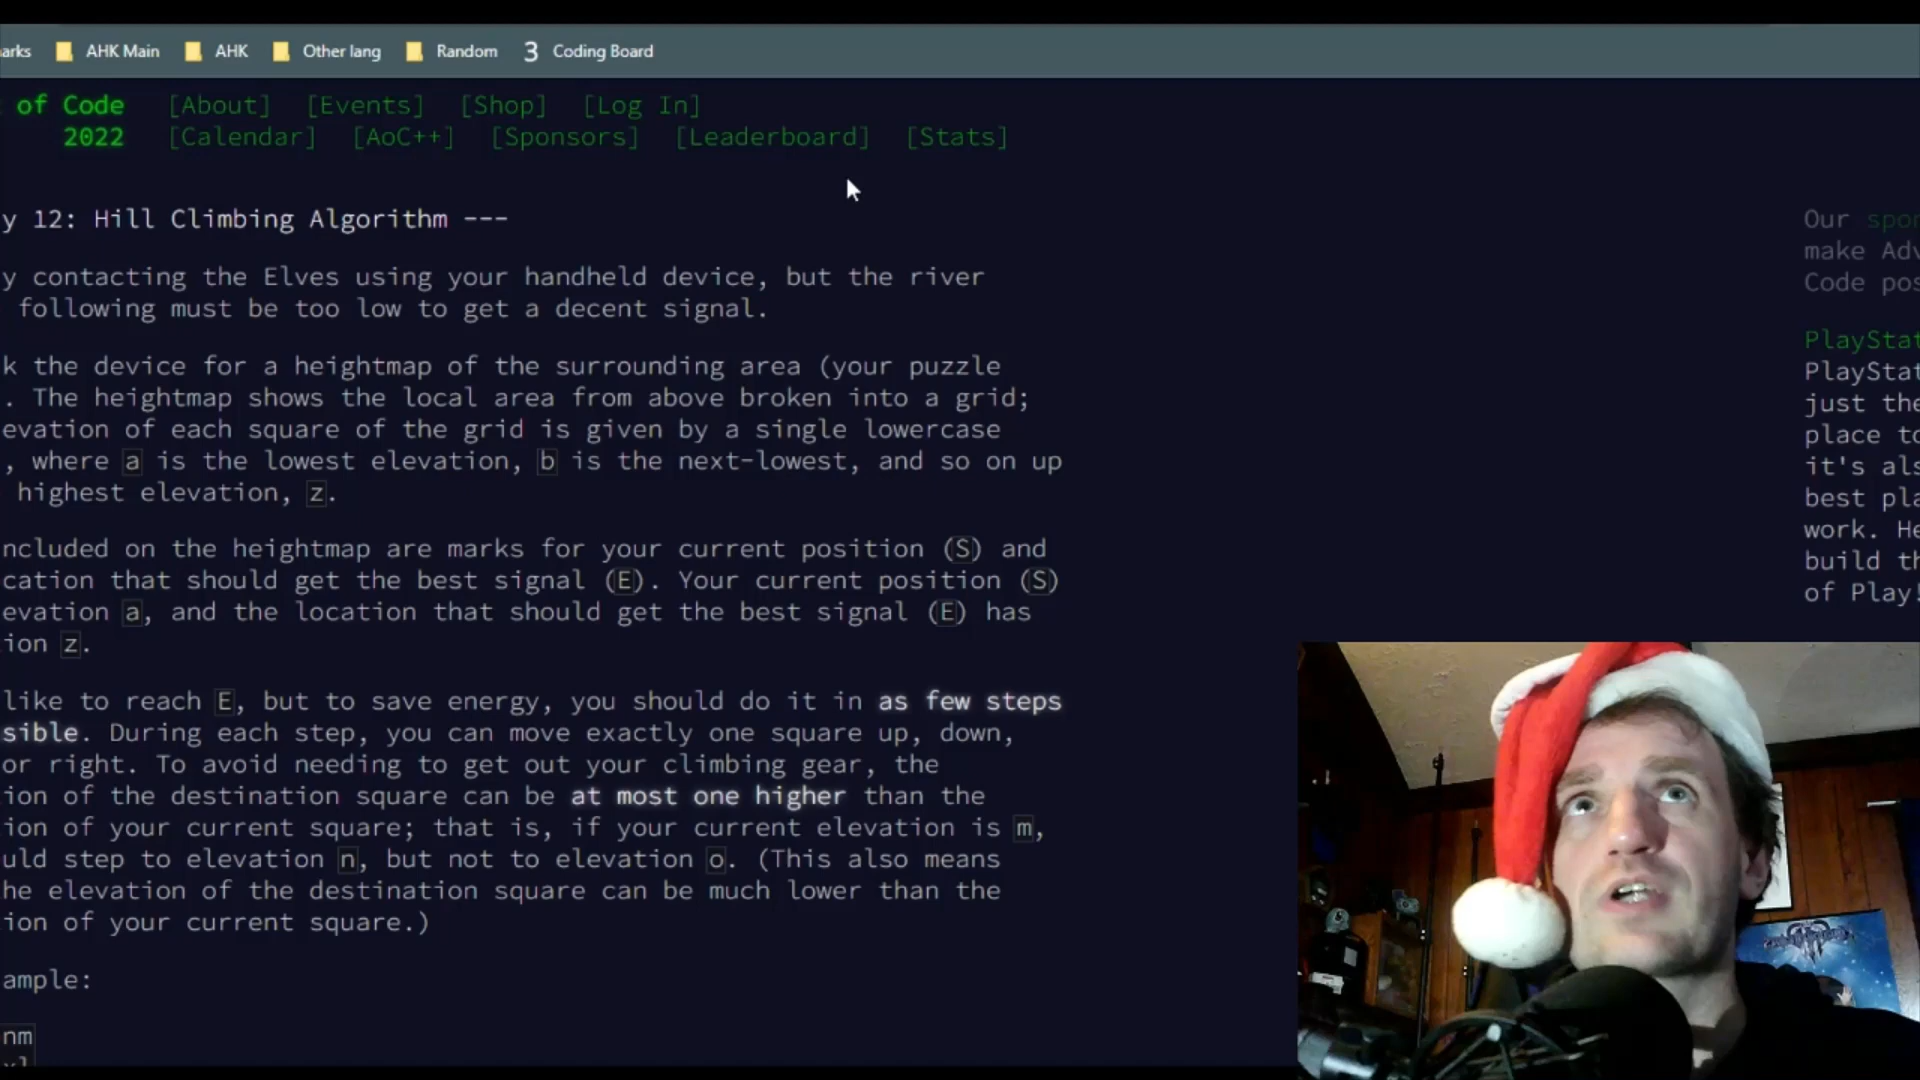 arks AHK Main AHK Other lang Random 3 Coding Board
of Code [About] [Events] [Shop] [Log In]
2022 [Calendar] [AoC++] [Sponsors] [Leaderboard] [Stats]
y 12: Hill Climbing Algorithm ---
y contacting the Elves using your handheld device, but the river
following must be too low to get a decent signal.
k the device for a heightmap of the surrounding area (your puzzle
. The heightmap shows the local area from above broken into a grid;
evation of each square of the grid is given by a single lowercase
, where a is the lowest elevation, b is the next-lowest, and so on up
highest elevation, z.
ncluded on the heightmap are marks for your current position (S) and
cation that should get the best signal (E). Your current position (S)
evation a, and the location that should get the best signal (E) has
ion z.
like to reach E, but to save energy, you should do it in as few steps
sible. During each step, you can move exactly one square up, down,
or right. To avoid needing to get out your climbing gear, the
ion of the destination square can be at most one higher than the
ion of your current square; that is, if your current elevation is m,
uld step to elevation n, but not to elevation o. (This also means
he elevation of the destination square can be much lower than the
ion of your current square.)
ample:
nm
Our spon
make Adv
Code pos
PlayStat
PlayStat
just the
place to
it's als
best pla
work. He
build th
of Play!